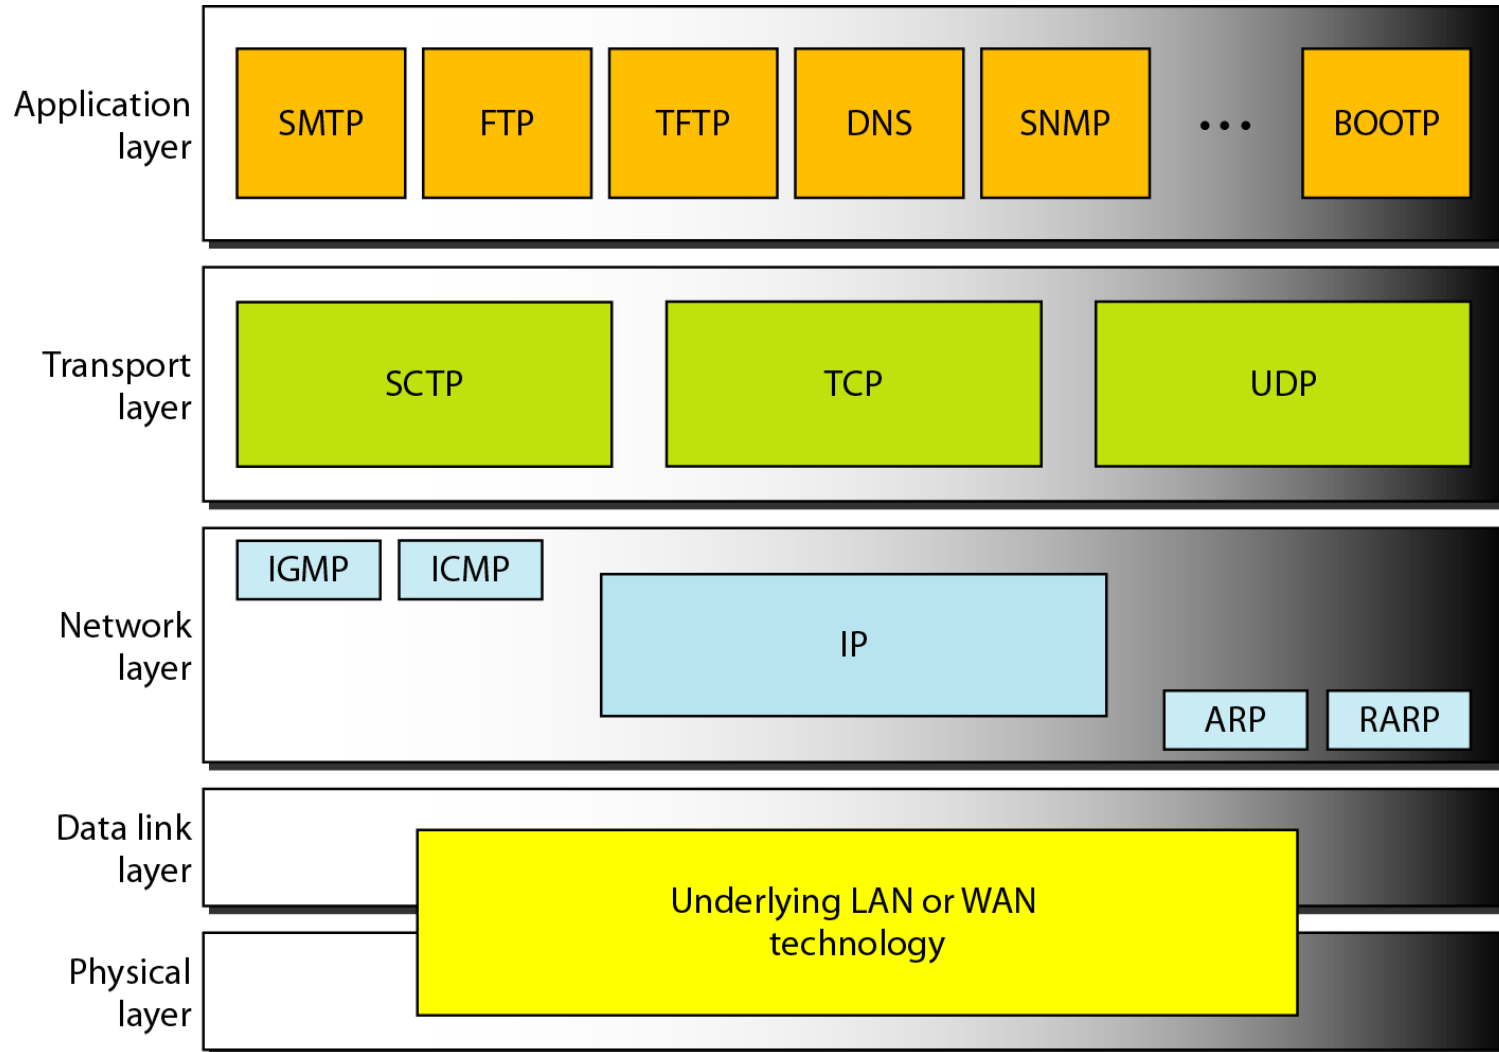 Application
layer
SMTP
FTP
TFTP
DNS
SNMP
...
BOOTP
Transport
layer
SCTP
TCP
UDP
Network
layer
IGMP
ICMP
IP
ARP
RARP
Data link
layer
Underlying LAN or WAN
technology
Physical
layer